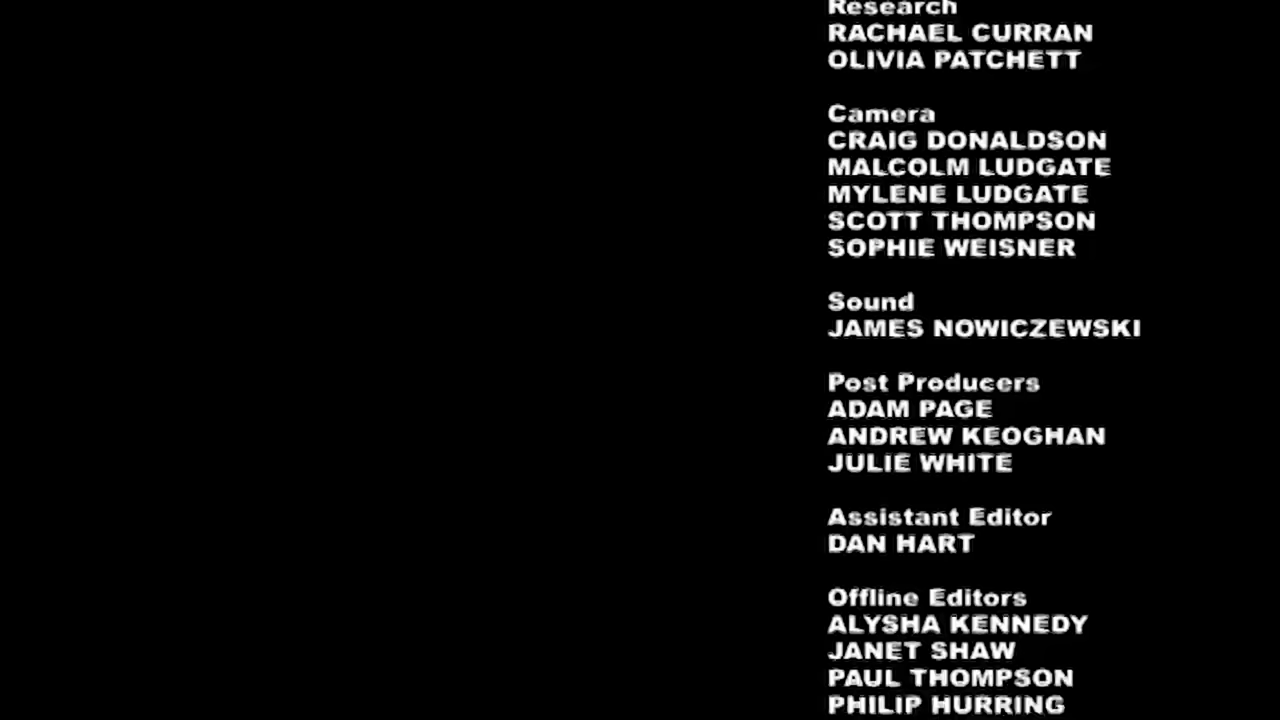 Research
RACHAEL CURRAN
OLIVIA PATCHETT
Camera
CRAIG DONALDSON
MALCOLM LUDGATE
MYLENE LUDGATE
SCOTT THOMPSON
SOPHIE WEISNER
Sound
JAMES NOWICZEWSKI
Post Producers
ADAM PAGE
ANDREW KEOGHAN
JULIE WHITE
Assistant Editor
DAN HART
Offline Editors
ALYSHA KENNEDY
JANET SHAW
PAUL THOMPSON
PHILIP HURRING